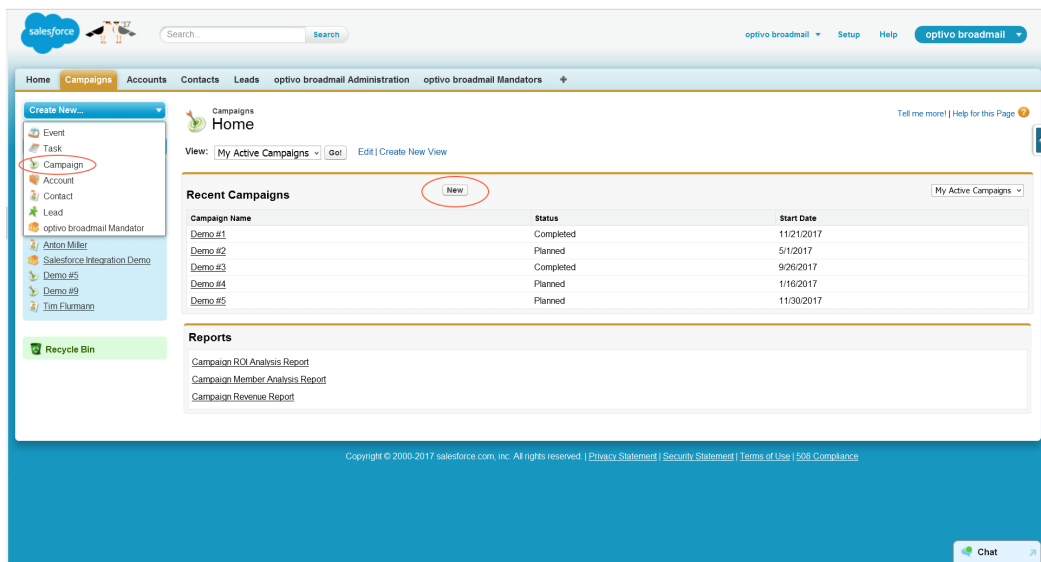 salesforce
Search... Search
optivo broadmail Setup Help optivo broadmail
Home Campaigns Accounts Contacts Leads optivo broadmail Administration optivo broadmail Mandators +
Create New...
Event
Task
Campaign
Account
Contact
Lead
optivo broadmail Mandator
Anton Miller
Salesforce Integration Demo
Demo #5
Demo #9
Tim Flurmann
Recycle Bin
Campaigns
Home
Tell me more! | Help for this Page ?
View: My Active Campaigns Go! Edit | Create New View
Recent Campaigns New My Active Campaigns
Campaign Name Status Start Date
Demo #1 Completed 11/21/2017
Demo #2 Planned 5/1/2017
Demo #3 Completed 9/26/2017
Demo #4 Planned 1/16/2017
Demo #5 Planned 11/30/2017
Reports
Campaign ROI Analysis Report
Campaign Member Analysis Report
Campaign Revenue Report
Copyright © 2000-2017 salesforce.com, inc. All rights reserved. | Privacy Statement | Security Statement | Terms of Use | 508 Compliance
Chat